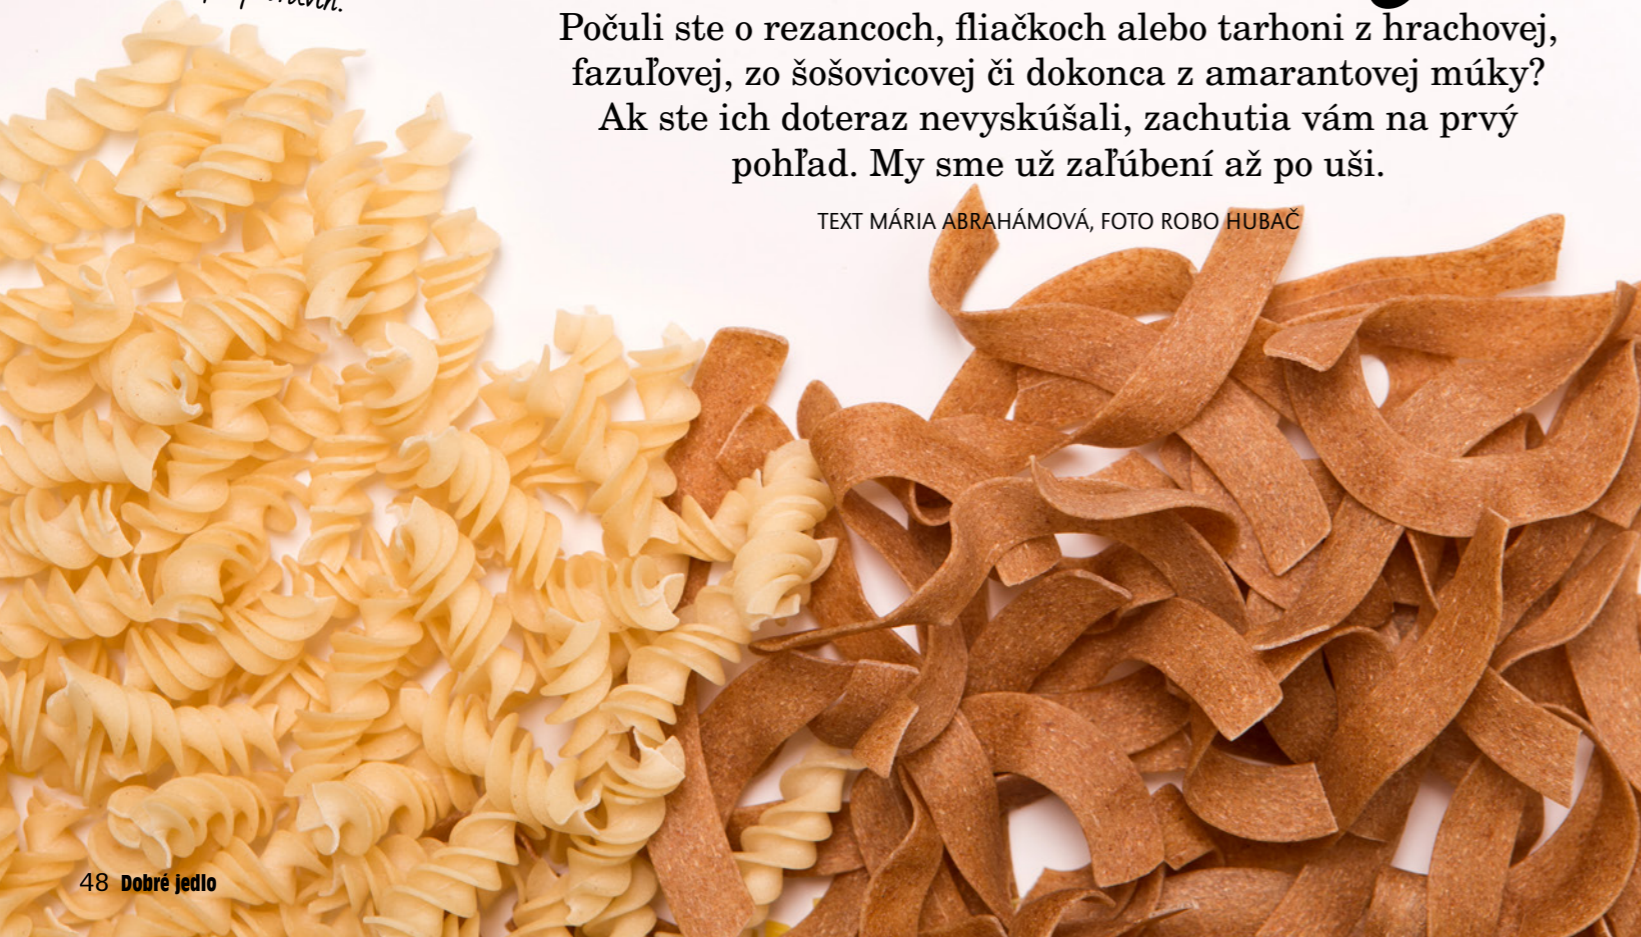 Počuli ste o rezancoch, fliačkoch alebo tarhoni z hrachovej,
fazuľovej, zo šošovicovej či dokonca z amarantovej múky?
Ak ste ich doteraz nevyskúšali, zachutia vám na prvý
pohľad. My sme už zaľúbení až po uši.
TEXT MÁRIA ABRAHÁMOVÁ, FOTO ROBO HUBAČ
48 Dobré jedlo